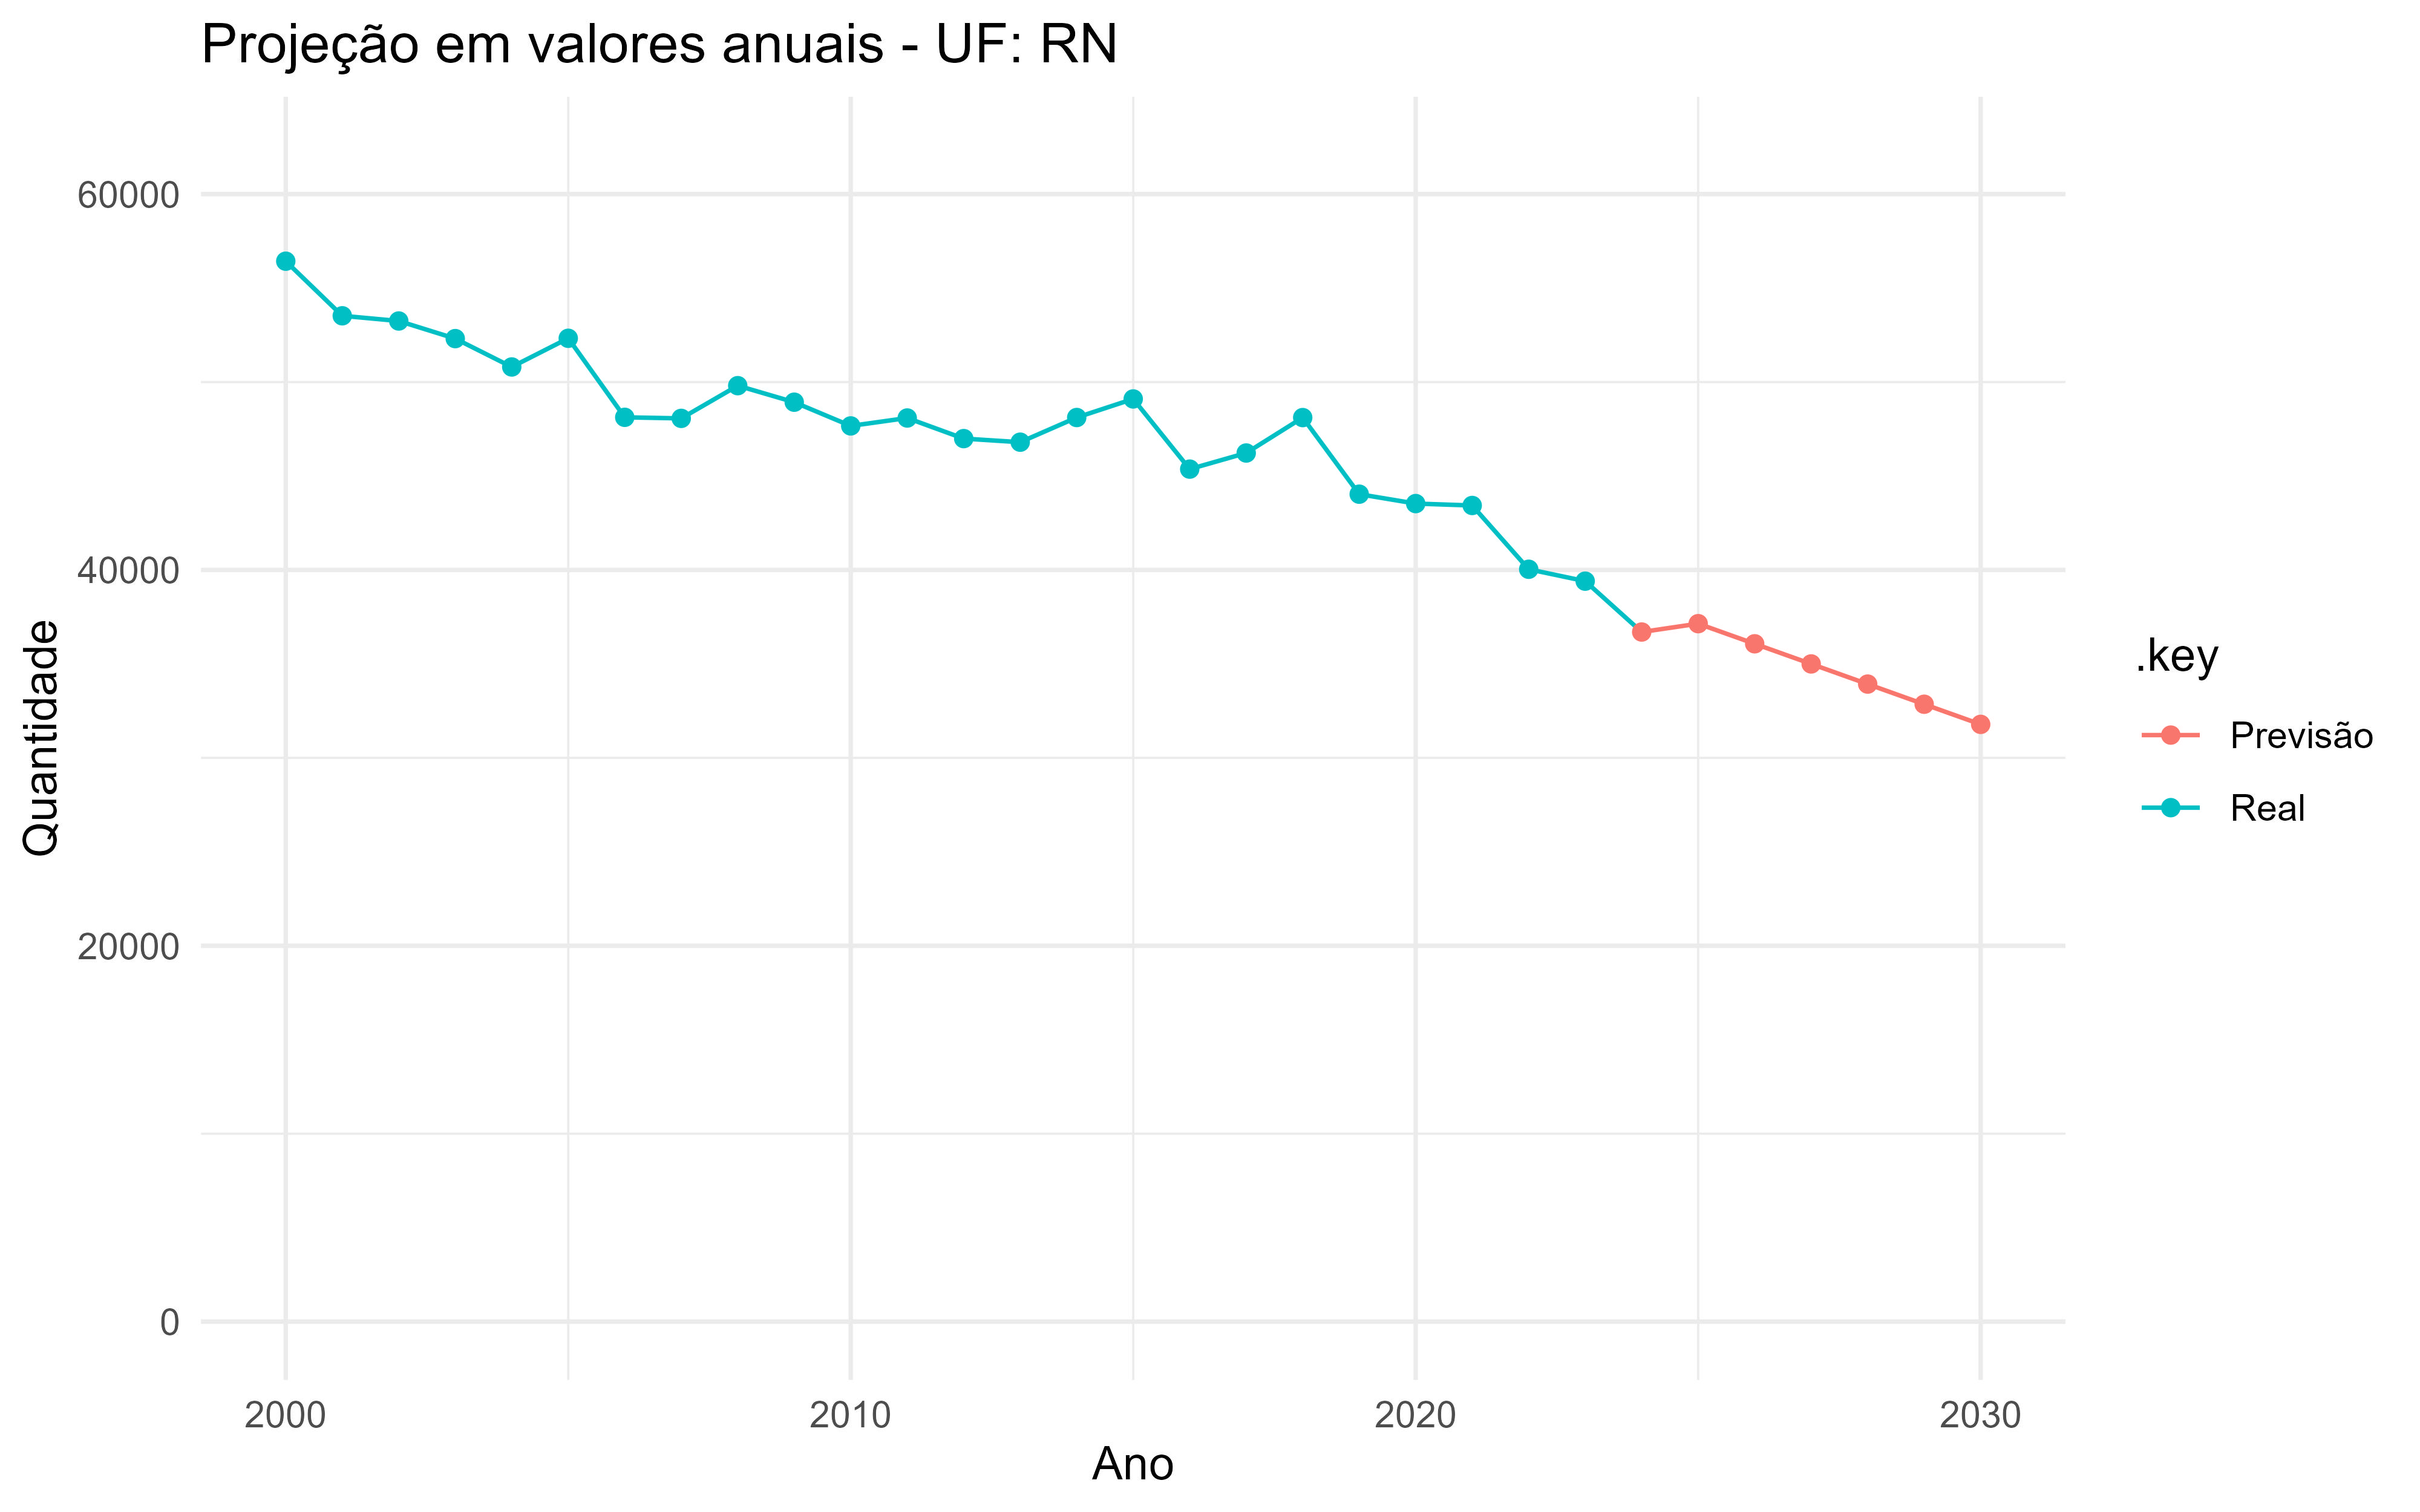 Projeção em valores anuais - UF: RN
60000
40000
20000
0
Quantidade
2000
2010
2020
2030
Ano
.key
Previsão
Real